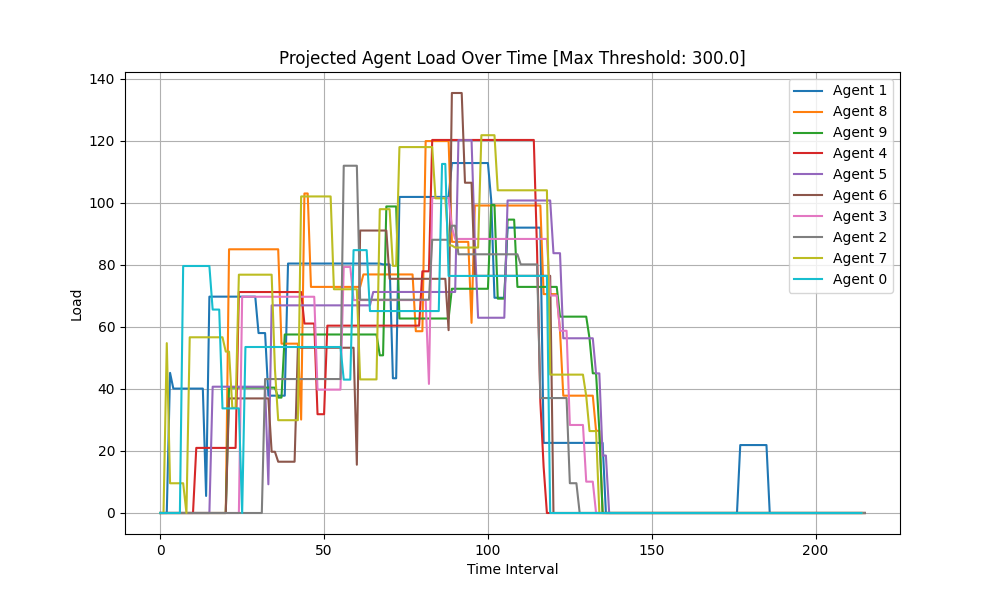 Projected Agent Load Over Time [Max Threshold: 300.0]
Load
140
120
100
80
60
40
20
0
0
50
100
150
200
Time Interval
Agent 1
Agent 8
Agent 9
Agent 4
Agent 5
Agent 6
Agent 3
Agent 2
Agent 7
Agent 0